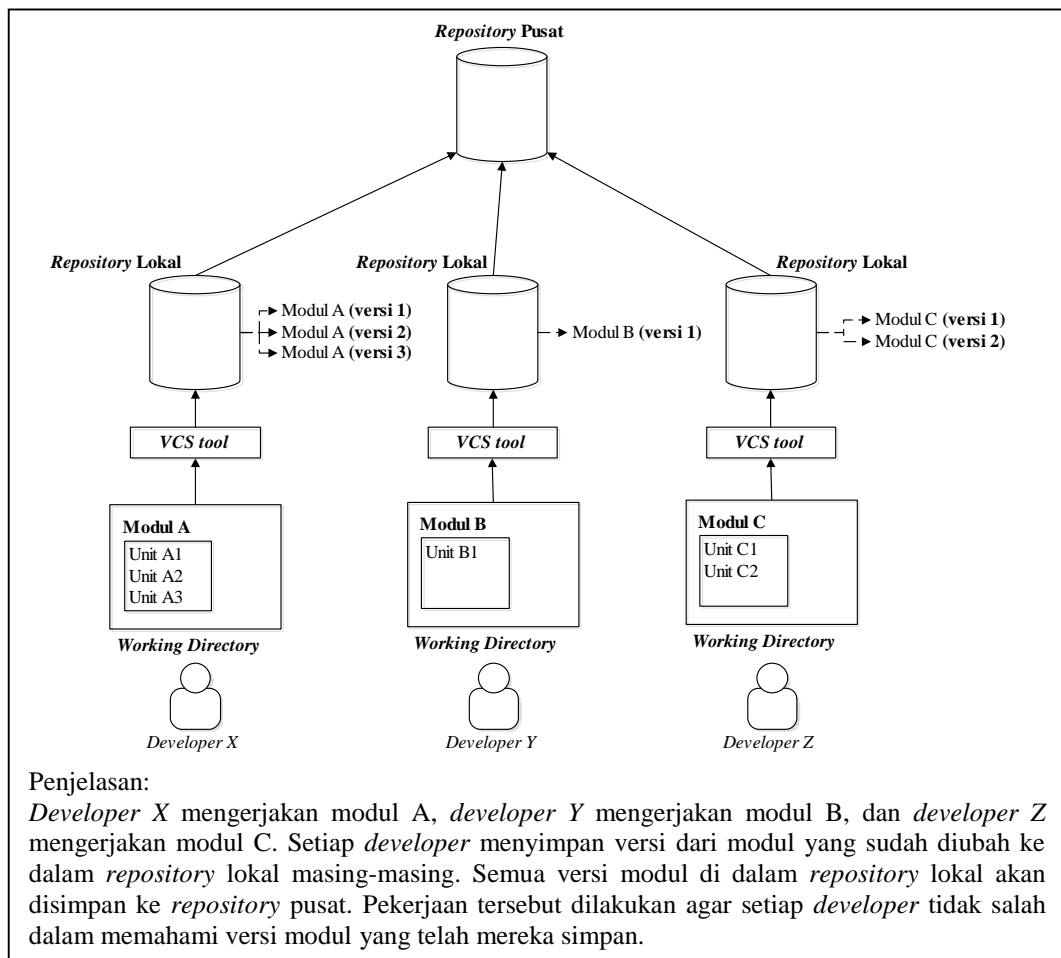 Repository Pusat
Repository Lokal
Repository Lokal
Repository Lokal
Modul A (versi 1)
Modul A (versi 2)
Modul A (versi 3)
Modul B (versi 1)
Modul C (versi 1)
Modul C (versi 2)
VCS tool
VCS tool
VCS tool
Modul A
Unit A1
Unit A2
Unit A3
Modul B
Unit B1
Modul C
Unit C1
Unit C2
Working Directory
Working Directory
Working Directory
Developer X
Developer Y
Developer Z
Penjelasan:
Developer X mengerjakan modul A, developer Y mengerjakan modul B, dan developer Z
mengerjakan modul C. Setiap developer menyimpan versi dari modul yang sudah diubah ke
dalam repository lokal masing-masing. Semua versi modul di dalam repository lokal akan
disimpan ke repository pusat. Pekerjaan tersebut dilakukan agar setiap developer tidak salah
dalam memahami versi modul yang telah mereka simpan.